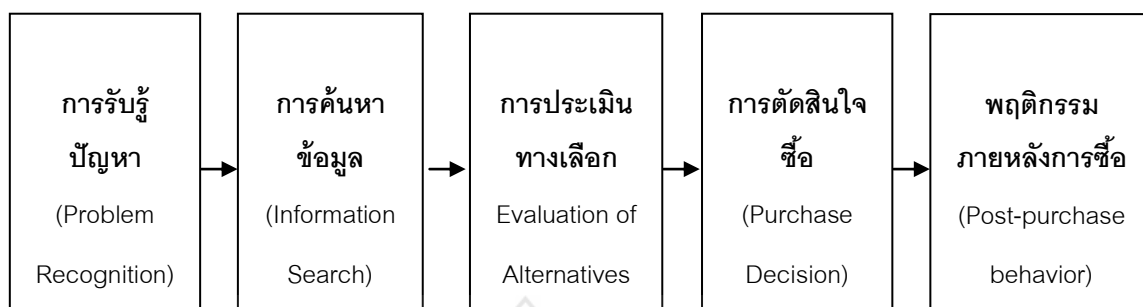 การรับรู้
ปัญหา
(Problem
Recognition)
การค้นหา
ข้อมูล
(Information
Search)
การประเมิน
ทางเลือก
Evaluation of
Alternatives
การตัดสินใจ
ซื้อ
(Purchase
Decision)
พฤติกรรม
ภายหลังการซื้อ
(Post-purchase
behavior)